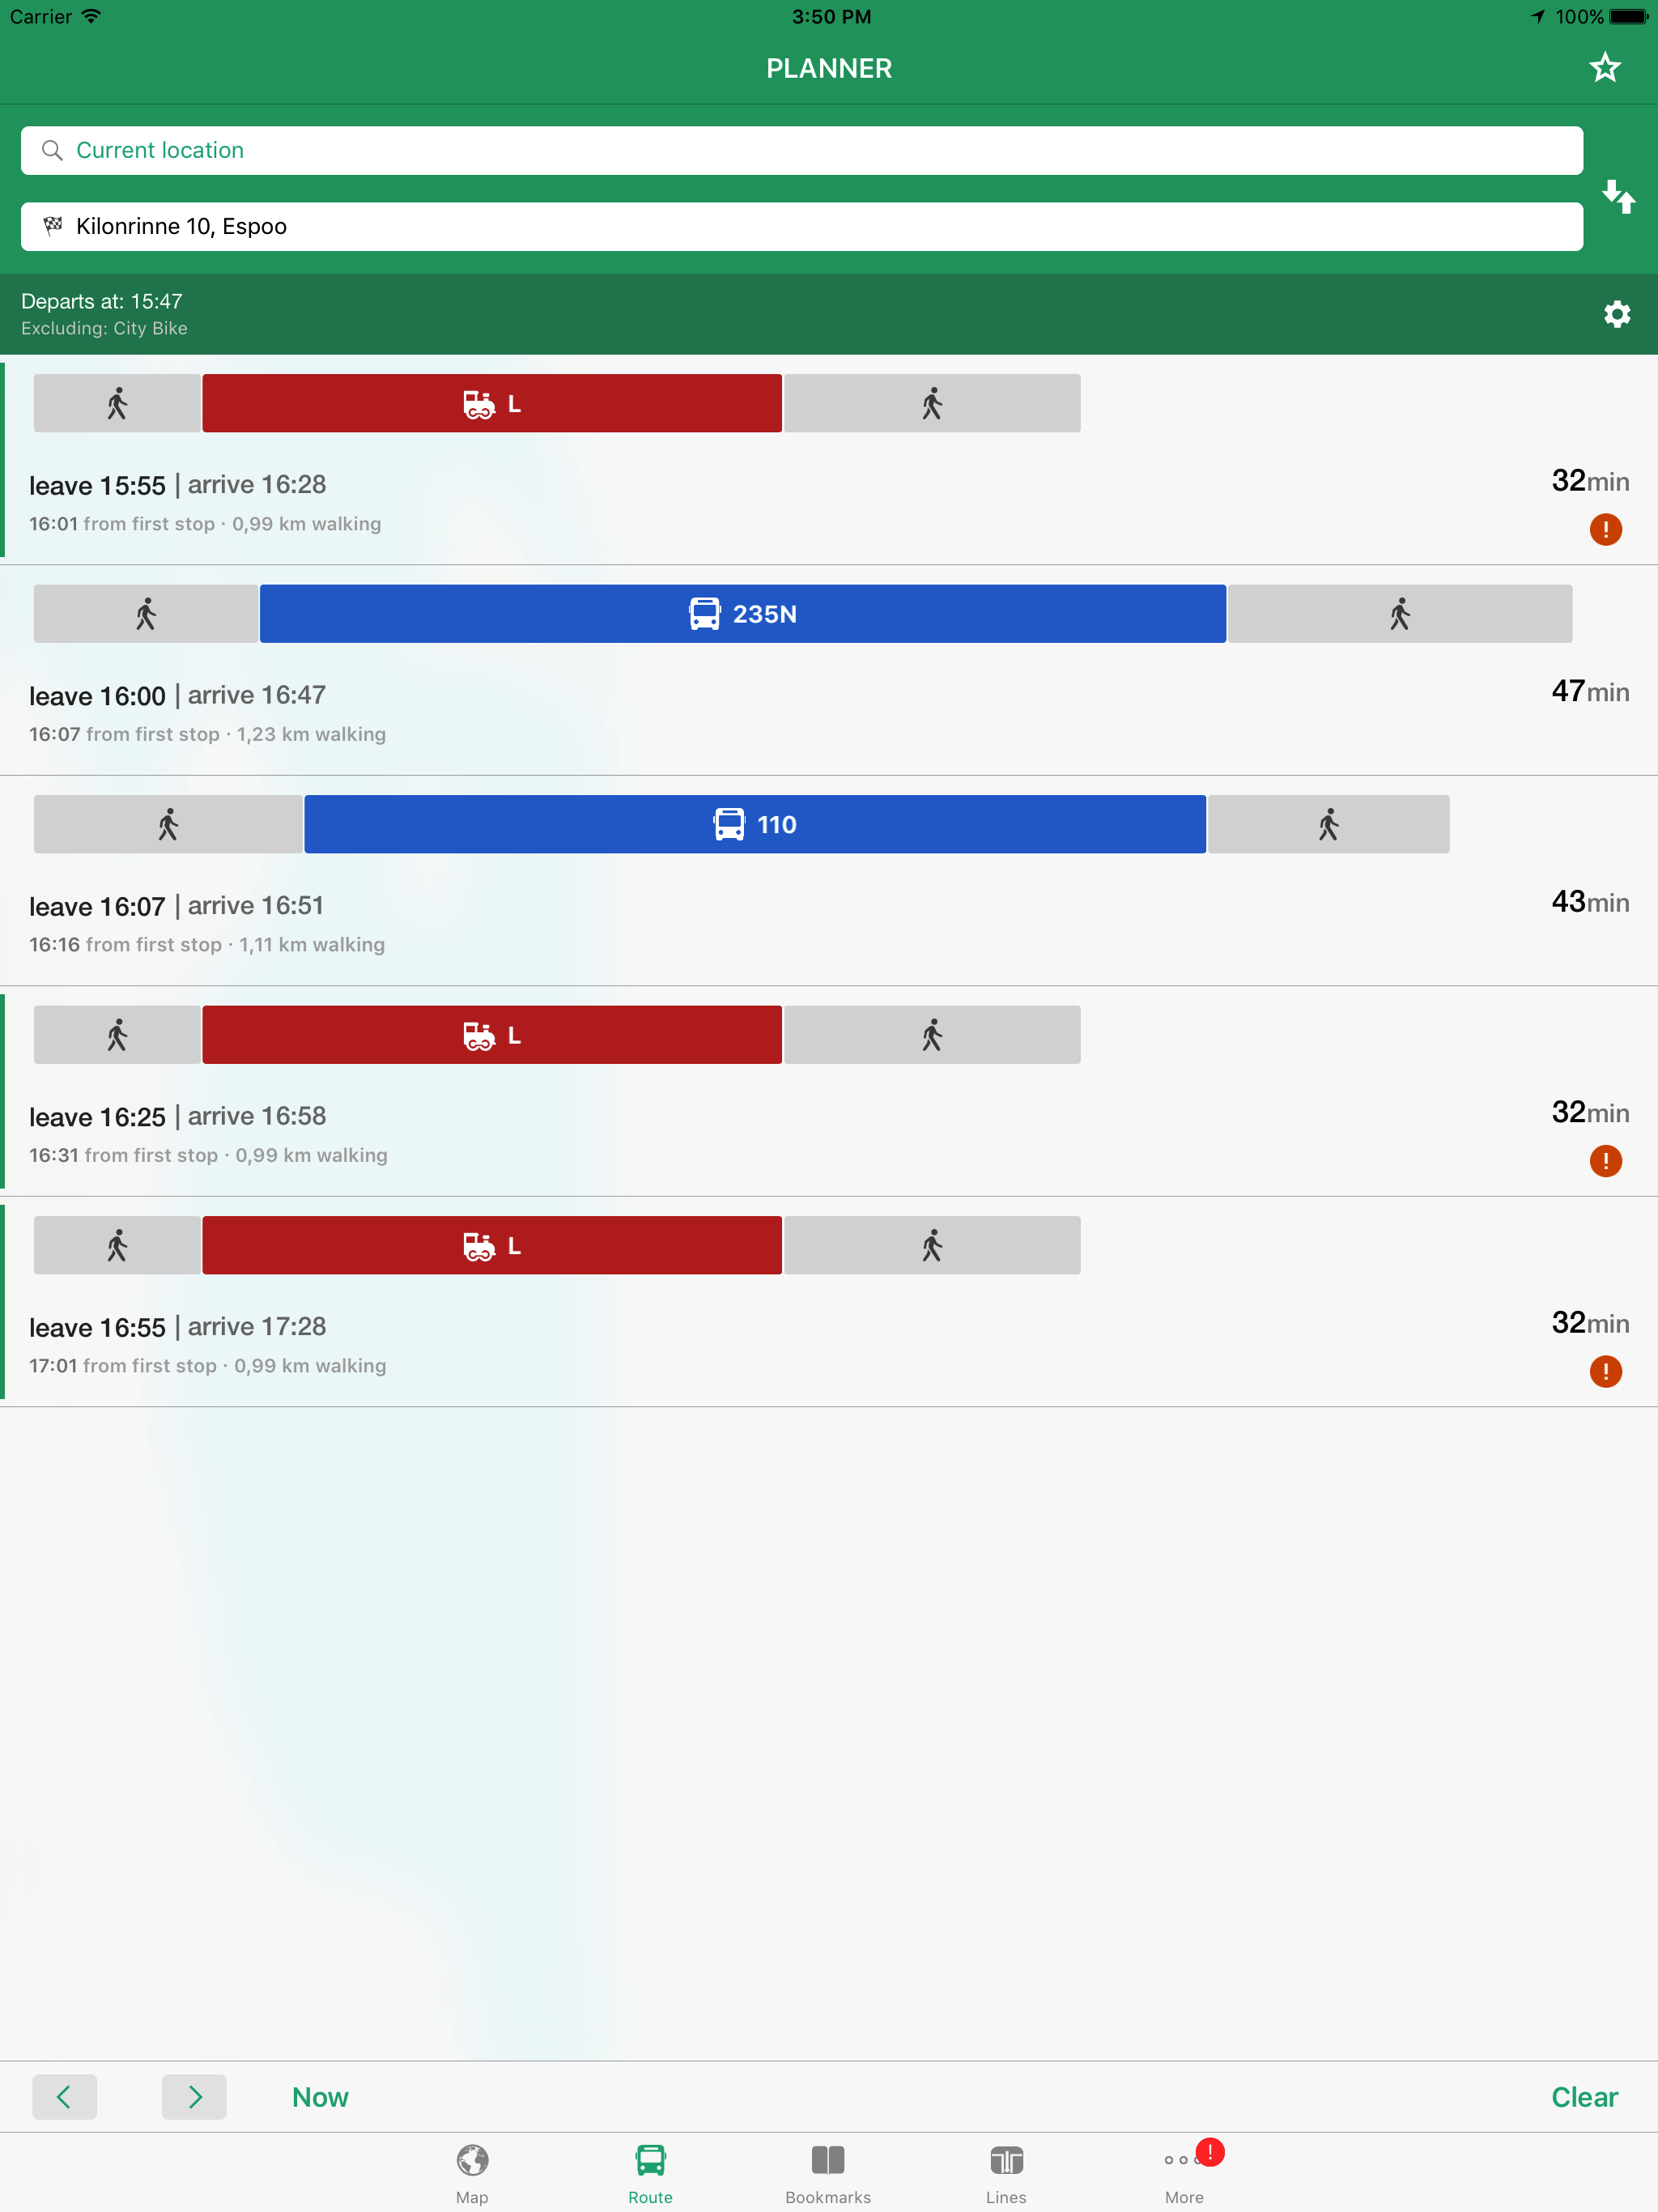 Carrier 3:50 PM 100%
PLANNER
Current location
Kilonrinne 10, Espoo
Departs at: 15:47
Excluding: City Bike
L
leave 15:55 | arrive 16:28 32min
16:01 from first stop · 0,99 km walking !
235N
leave 16:00 | arrive 16:47 47min
16:07 from first stop · 1,23 km walking
110
leave 16:07 | arrive 16:51 43min
16:16 from first stop · 1,11 km walking
L
leave 16:25 | arrive 16:58 32min
16:31 from first stop · 0,99 km walking !
L
leave 16:55 | arrive 17:28 32min
17:01 from first stop · 0,99 km walking !
Now Clear
!
Map Route Bookmarks Lines More